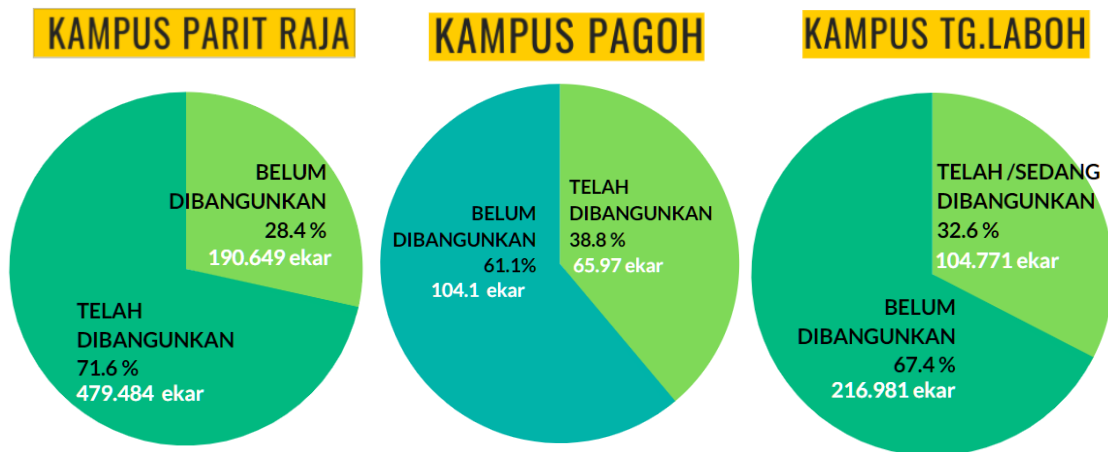 KAMPUS PARIT RAJA
BELUM
DIBANGUNKAN
28.4 %
190.649 ekar
TELAH
DIBANGUNKAN
71.6 %
479.484 ekar
KAMPUS PAGOH
TELAH
DIBANGUNKAN
38.8 %
65.97 ekar
BELUM
DIBANGUNKAN
61.1%
104.1 ekar
KAMPUS TG.LABOH
TELAH /SEDANG
DIBANGUNKAN
32.6 %
104.771 ekar
BELUM
DIBANGUNKAN
67.4 %
216.981 ekar